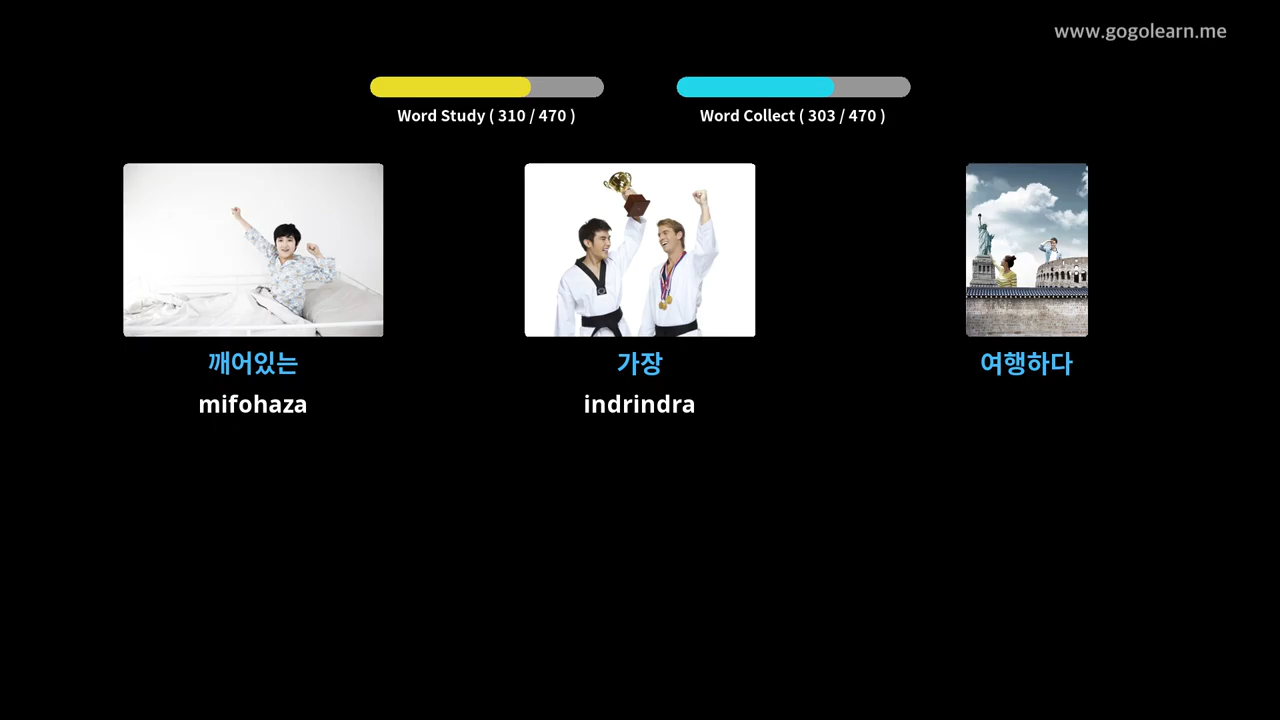 www.gogolearn.me
Word Study ( 310 / 470 )
Word Collect ( 303 / 470 )
깨어있는
가장
여행하다
mifohaza
indrindra